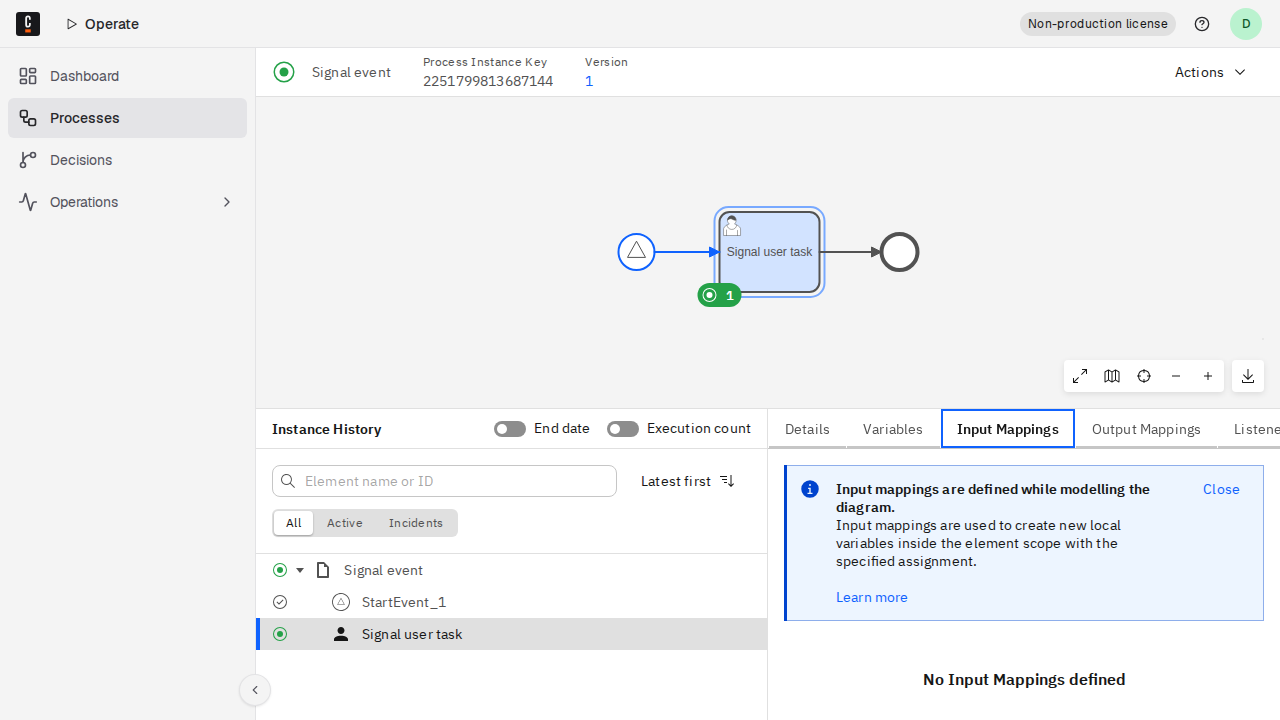 Operate
Non-production license
D
Dashboard
Processes
Decisions
Operations
Signal event
Process Instance Key
2251799813687144
Version
1
Actions
Signal user task
1
Instance History
End date
Execution count
Element name or ID
Latest first
All
Active
Incidents
Signal event
StartEvent_1
Signal user task
Details
Variables
Input Mappings
Output Mappings
Listene
Input mappings are defined while modelling the
diagram.
Close
Input mappings are used to create new local
variables inside the element scope with the
specified assignment.
Learn more
No Input Mappings defined